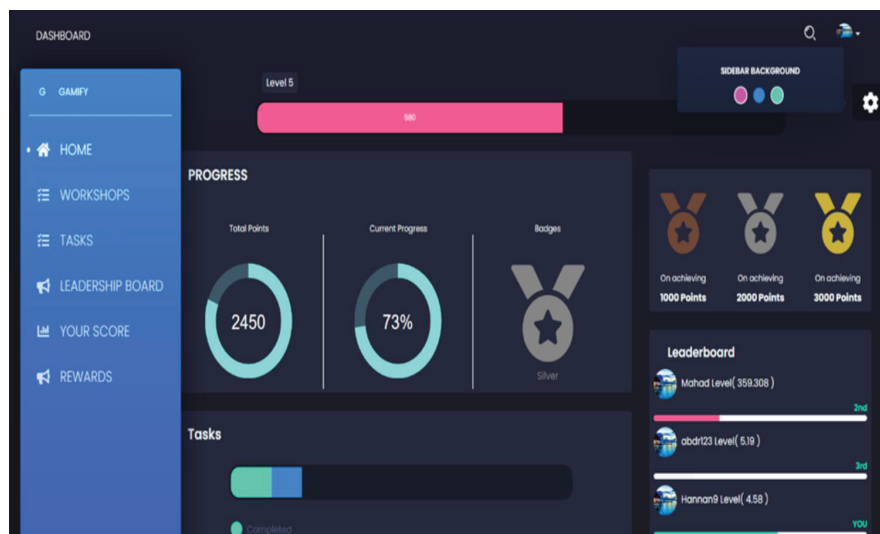 DASHBOARD
G GAMIFY
HOME
WORKSHOPS
TASKS
LEADERSHIP BOARD
YOUR SCORE
REWARDS
Level 5
580
SIDEBAR BACKGROUND
PROGRESS
Total Points
2450
Current Progress
73%
Badges
Silver
On achieving
1000 Points
On achieving
2000 Points
On achieving
3000 Points
Leaderboard
Mahad Level( 359.308 )
2nd
abdr123 Level( 5.19 )
3rd
Hannan9 Level( 4.58 )
YOU
Tasks
Completed